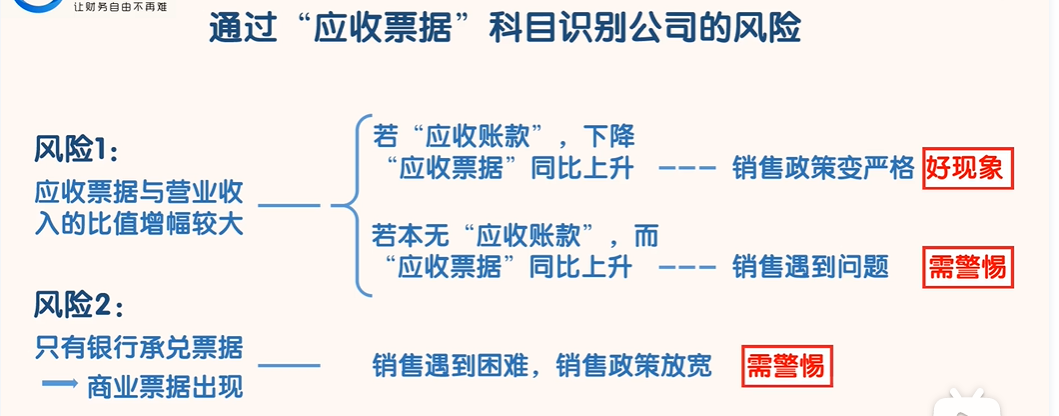 让财务自由不再难
通过“应收票据”科目识别公司的风险
风险1：
应收票据与营业收
入的比值增幅较大
若“应收账款”，下降
“应收票据”同比上升 --- 销售政策变严格 好现象
若本无“应收账款”，而
“应收票据”同比上升 --- 销售遇到问题 需警惕
风险2：
只有银行承兑票据
商业票据出现
销售遇到困难，销售政策放宽 需警惕